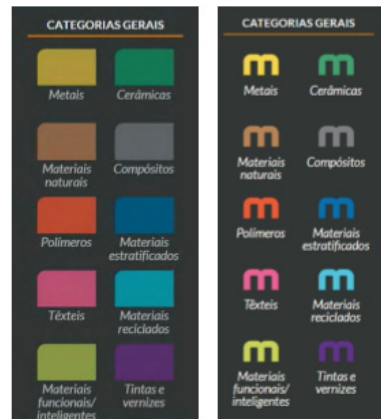 CATEGORIAS GERAIS
Metais
Cerâmicas
Materiais
naturais
Compósitos
Polímeros
Materiais
estratificados
Têxteis
Materiais
reciclados
Materiais
funcionais/
inteligentes
Tintas e
vernizes
CATEGORIAS GERAIS
m m
Metais
Cerâmicas
m m
Materiais
naturais
Compósitos
m m
Polímeros
Materiais
estratificados
m m
Têxteis
Materiais
reciclados
m m
Materiais
funcionais/
inteligentes
Tintas e
vernizes